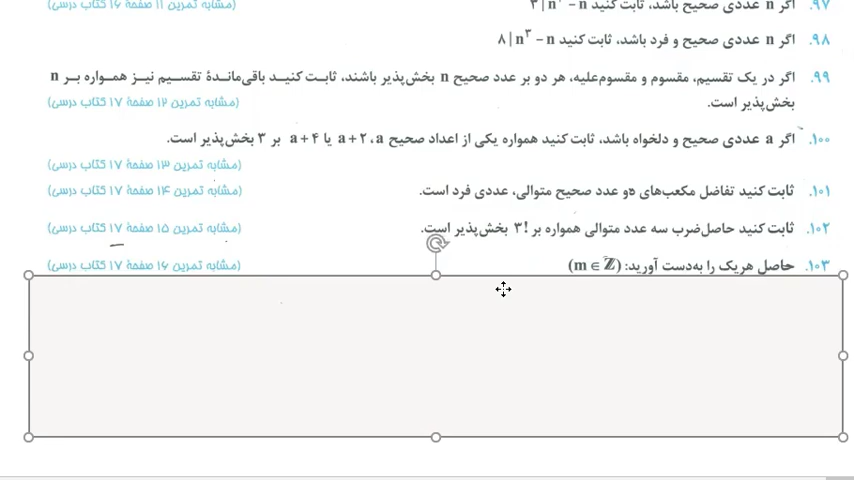 ۹۷. اگر n عددی صحیح باشد، ثابت کنید ۳ | n³ − n (مشابه تمرین ۱۱ صفحهٔ ۱۶ کتاب درسی)
۹۸. اگر n عددی صحیح و فرد باشد، ثابت کنید ۸ | n³ − n
۹۹. اگر در یک تقسیم، مقسوم و مقسوم‌علیه، هر دو بر عدد صحیح n بخش‌پذیر باشند، ثابت کنید باقی‌ماندهٔ تقسیم نیز همواره بر n
بخش‌پذیر است. (مشابه تمرین ۱۲ صفحهٔ ۱۷ کتاب درسی)
۱۰۰. اگر a عددی صحیح و دلخواه باشد، ثابت کنید همواره یکی از اعداد صحیح a، a+۲ یا a+۴ بر ۳ بخش‌پذیر است.
(مشابه تمرین ۱۳ صفحهٔ ۱۷ کتاب درسی)
۱۰۱. ثابت کنید تفاضل مکعب‌های دو عدد صحیح متوالی، عددی فرد است. (مشابه تمرین ۱۴ صفحهٔ ۱۷ کتاب درسی)
۱۰۲. ثابت کنید حاصل‌ضرب سه عدد متوالی همواره بر ۳! بخش‌پذیر است. (مشابه تمرین ۱۵ صفحهٔ ۱۷ کتاب درسی)
۱۰۳. حاصل هریک را به‌دست آورید: (m ∈ ℤ) (مشابه تمرین ۱۶ صفحهٔ ۱۷ کتاب درسی)